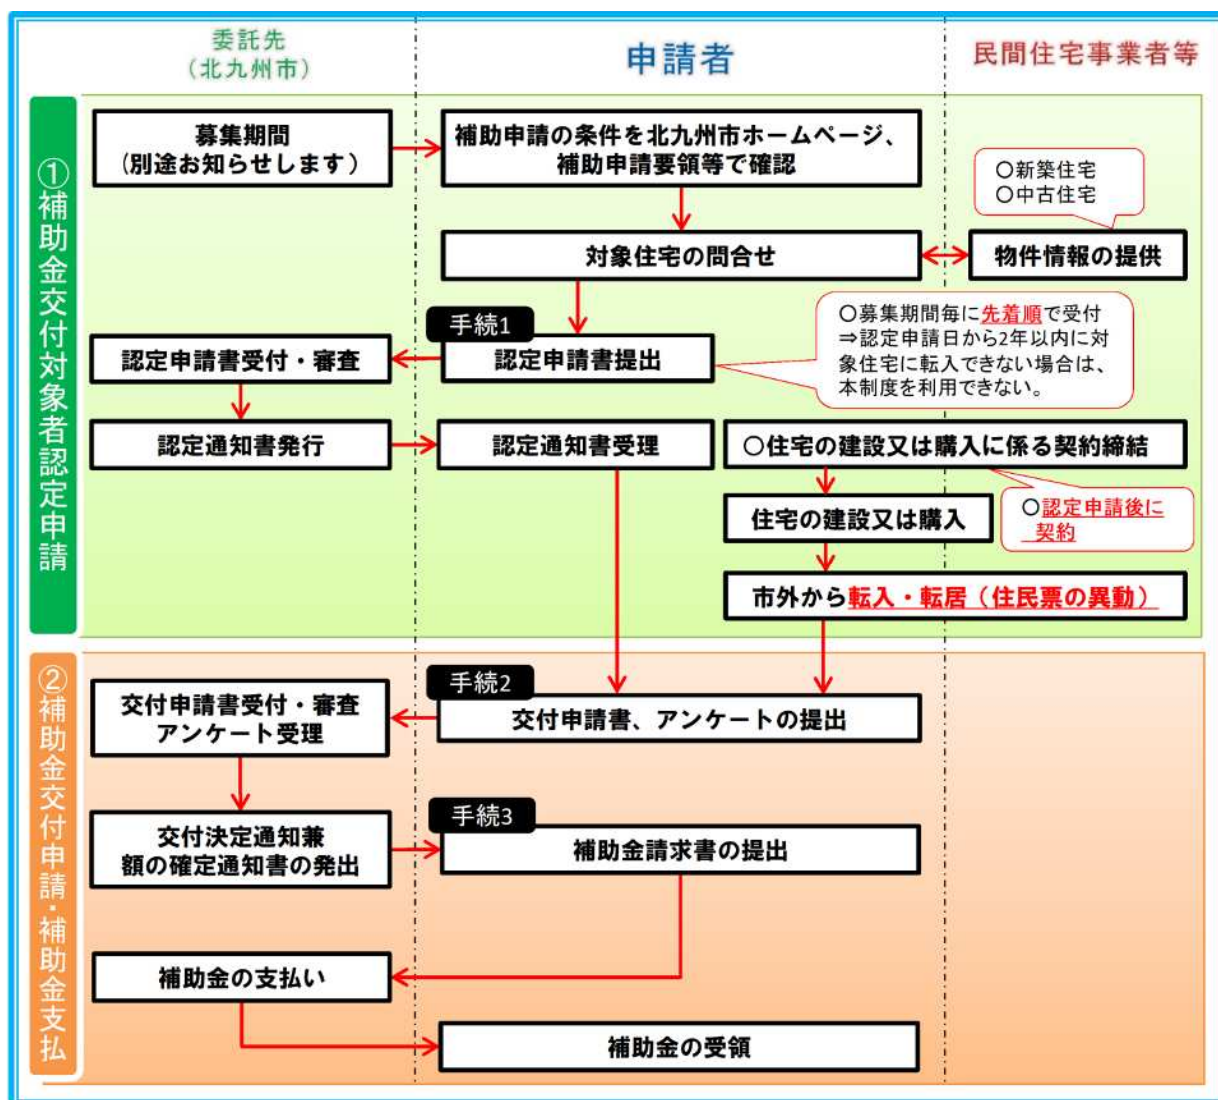 委託先
（北九州市）
申請者
民間住宅事業者等
①補助金交付対象者認定申請
募集期間
（別途お知らせします）
補助申請の条件を北九州市ホームページ、
補助申請要領等で確認
〇新築住宅
〇中古住宅
対象住宅の問合せ
物件情報の提供
手続1
認定申請書受付・審査
認定申請書提出
〇募集期間毎に先着順で受付
⇒認定申請日から2年以内に対
象住宅に転入できない場合は、
本制度を利用できない。
認定通知書発行
認定通知書受理
〇住宅の建設又は購入に係る契約締結
住宅の建設又は購入
〇認定申請後に
契約
市外から転入・転居（住民票の異動）
②補助金交付申請・補助金支払
手続2
交付申請書受付・審査
アンケート受理
交付申請書、アンケートの提出
手続3
交付決定通知兼
額の確定通知書の発出
補助金請求書の提出
補助金の支払い
補助金の受領